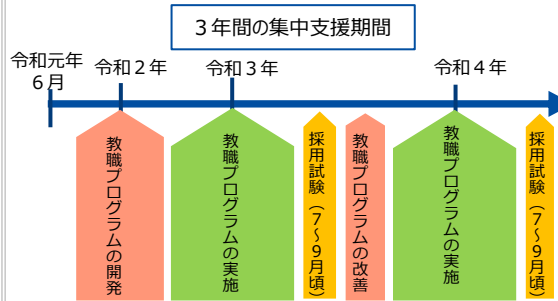 ３年間の集中支援期間
令和元年
６月
令和２年
令和３年
令和４年
教職プログラムの開発
教職プログラムの実施
採用試験（７～９月頃）
教職プログラムの改善
教職プログラムの実施
採用試験（７～９月頃）